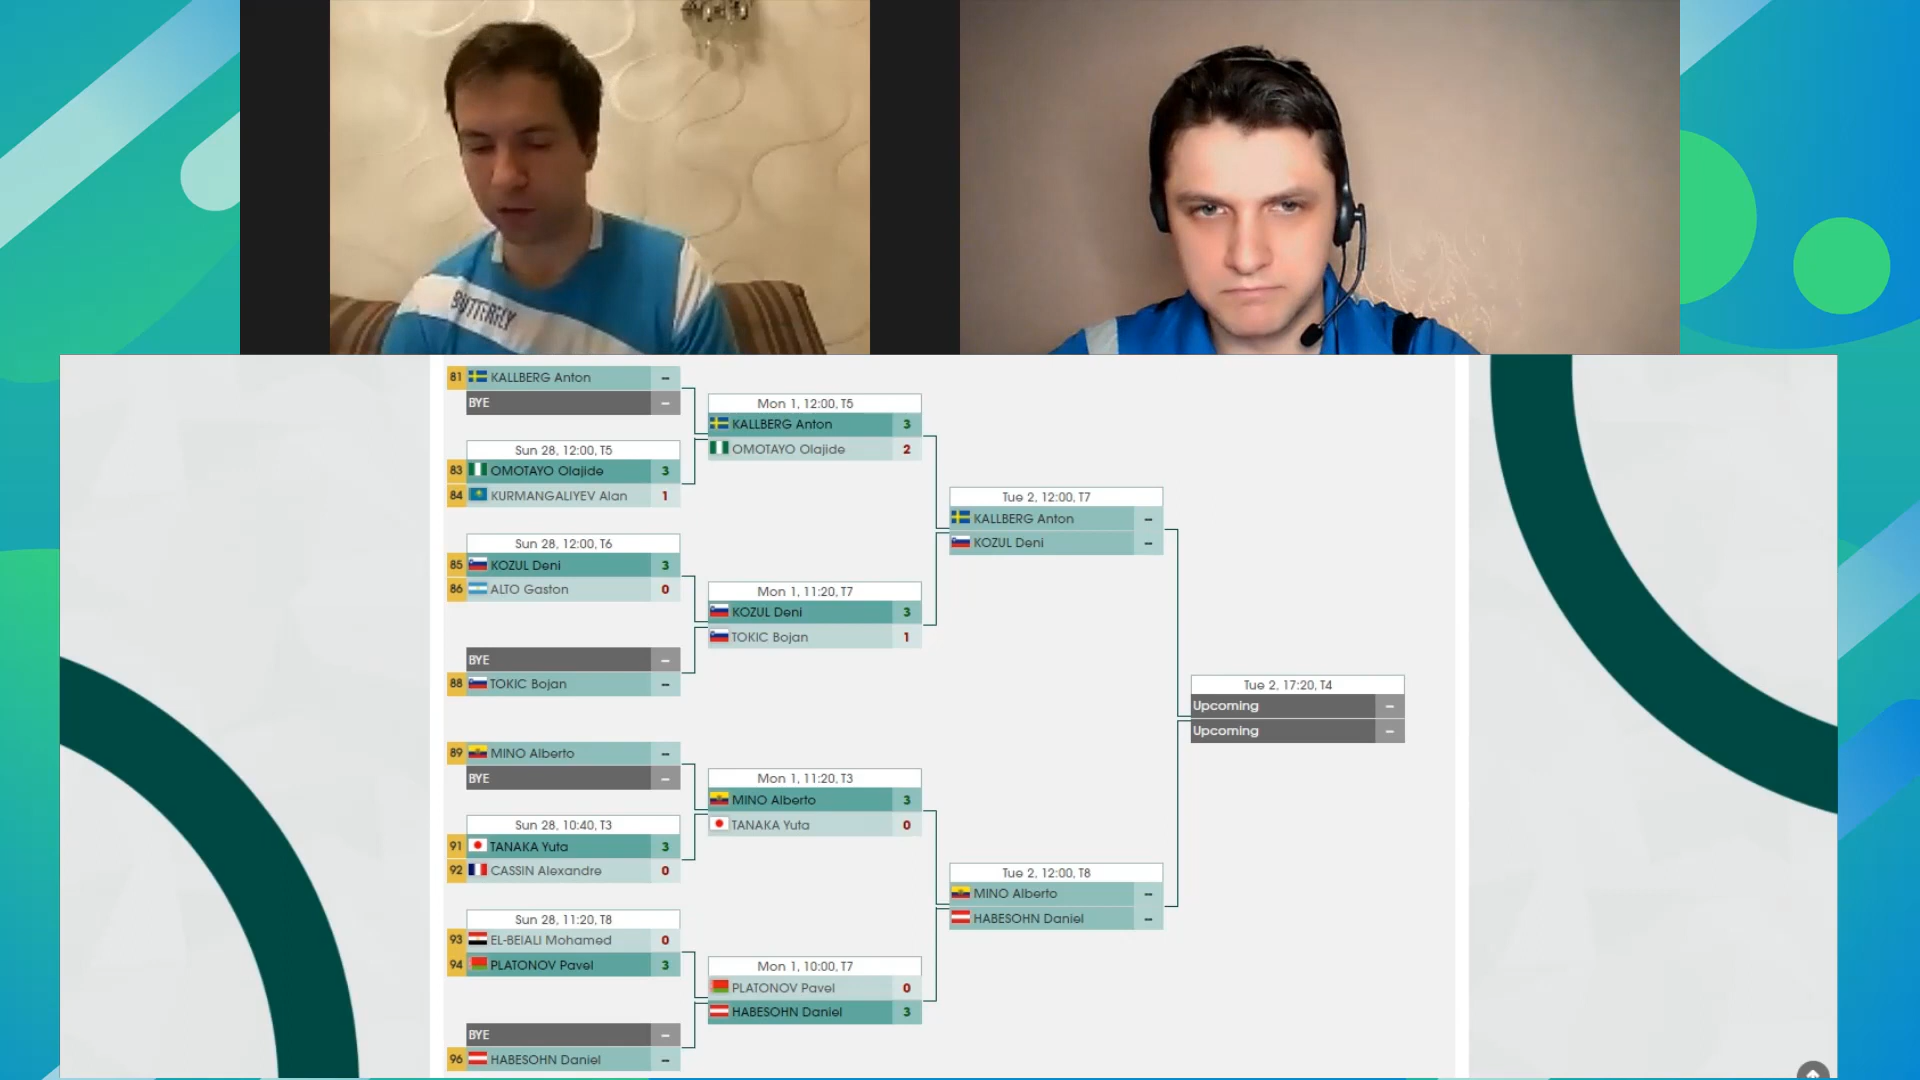 BUTTERFLY
81 KALLBERG Anton --
BYE --
Sun 28, 12:00, T5
83 OMOTAYO Olajide 3
84 KURMANGALIYEV Alan 1
Sun 28, 12:00, T6
85 KOZUL Deni 3
86 ALTO Gaston 0
BYE --
88 TOKIC Bojan --
89 MINO Alberto --
BYE --
Sun 28, 10:40, T3
91 TANAKA Yuta 3
92 CASSIN Alexandre 0
Sun 28, 11:20, T8
93 EL-BEIALI Mohamed 0
94 PLATONOV Pavel 3
BYE --
96 HABESOHN Daniel --
Mon 1, 12:00, T5
KALLBERG Anton 3
OMOTAYO Olajide 2
Mon 1, 11:20, T7
KOZUL Deni 3
TOKIC Bojan 1
Mon 1, 11:20, T3
MINO Alberto 3
TANAKA Yuta 0
Mon 1, 10:00, T7
PLATONOV Pavel 0
HABESOHN Daniel 3
Tue 2, 12:00, T7
KALLBERG Anton --
KOZUL Deni --
Tue 2, 12:00, T8
MINO Alberto --
HABESOHN Daniel --
Tue 2, 17:20, T4
Upcoming --
Upcoming --